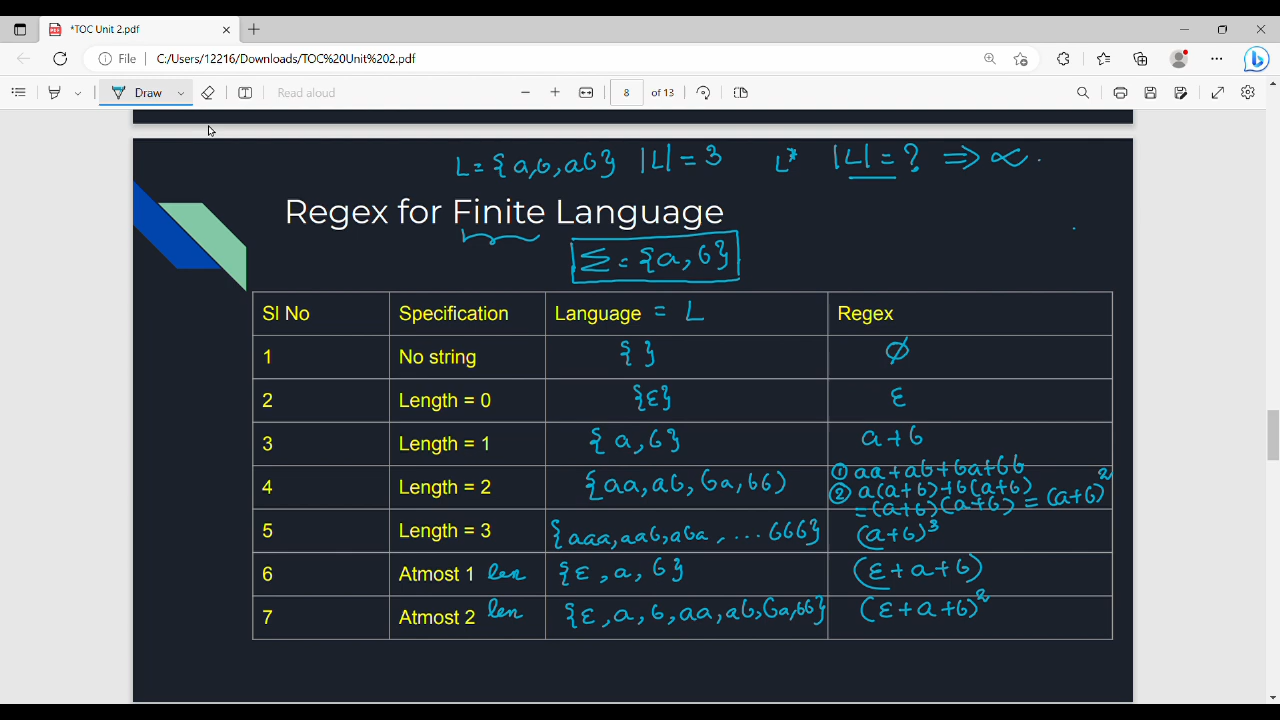 *TOC Unit 2.pdf
File C:/Users/12216/Downloads/TOC%20Unit%202.pdf
Draw Read aloud 8 of 13
L = {a,b,ab} |L| = 3 L* |L| = ? ⇒ ∝
Regex for Finite Language
Σ = {a,b}
Sl No Specification Language = L Regex
1 No string { } ϕ
2 Length = 0 {ε} ε
3 Length = 1 {a,b} a+b
4 Length = 2 {aa,ab,ba,bb) ① aa+ab+ba+bb
② a(a+b)+b(a+b)
=(a+b)(a+b) = (a+b)²
5 Length = 3 {aaa,aab,aba,...bbb} (a+b)³
6 Atmost 1 len {ε,a,b} (ε+a+b)
7 Atmost 2 len {ε,a,b,aa,ab,ba,bb} (ε+a+b)²